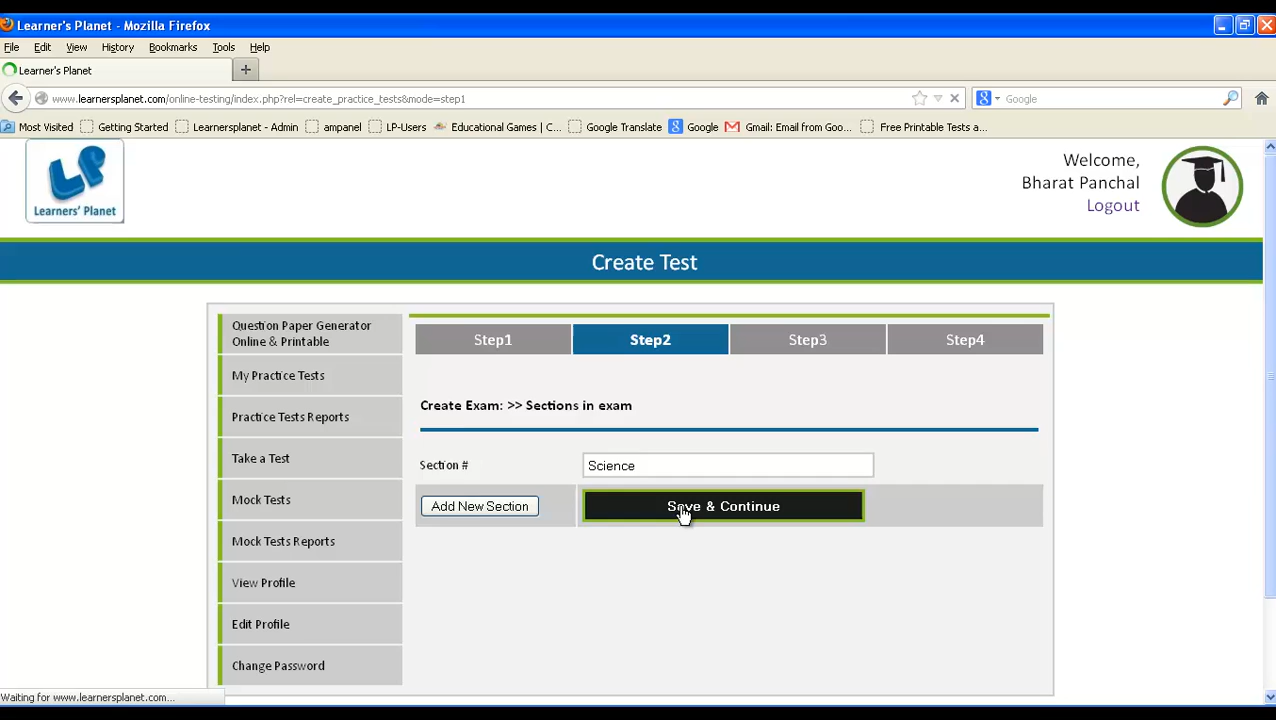 Learner's Planet - Mozilla Firefox
File Edit View History Bookmarks Tools Help
Learner's Planet
www.learnersplanet.com/online-testing/index.php?rel=create_practice_tests&mode=step1
Google
Most Visited Getting Started Learnersplanet - Admin ampanel LP-Users Educational Games | C... Google Translate Google Gmail: Email from Goo... Free Printable Tests a...
LP
Learners' Planet
Welcome,
Bharat Panchal
Logout
Create Test
Question Paper Generator
Online & Printable
My Practice Tests
Practice Tests Reports
Take a Test
Mock Tests
Mock Tests Reports
View Profile
Edit Profile
Change Password
Step1 Step2 Step3 Step4
Create Exam: >> Sections in exam
Section # Science
Add New Section Save & Continue
Waiting for www.learnersplanet.com...